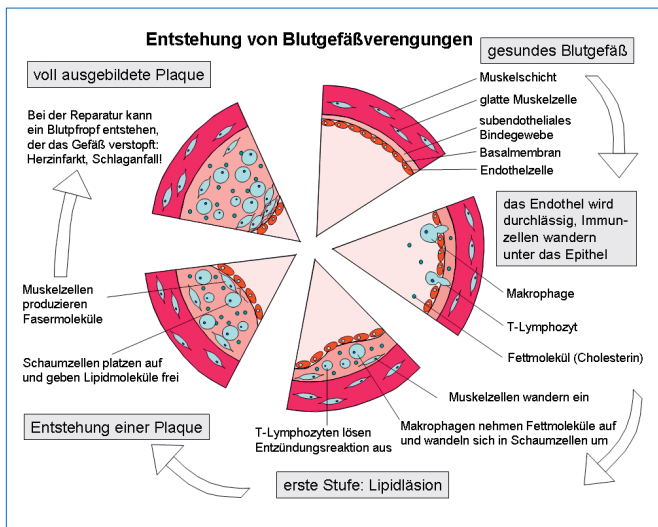 Entstehung von Blutgefäßverengungen
gesundes Blutgefäß
Muskelschicht
glatte Muskelzelle
subendotheliales
Bindegewebe
Basalmembran
Endothelzelle
das Endothel wird
durchlässig, Immun-
zellen wandern
unter das Epithel
Makrophage
T-Lymphozyt
Fettmolekül (Cholesterin)
Muskelzellen wandern ein
Makrophagen nehmen Fettmoleküle auf
und wandeln sich in Schaumzellen um
T-Lymphozyten lösen
Entzündungsreaktion aus
erste Stufe: Lipidläsion
Entstehung einer Plaque
Schaumzellen platzen auf
und geben Lipidmoleküle frei
Muskelzellen
produzieren
Fasermoleküle
voll ausgebildete Plaque
Bei der Reparatur kann
ein Blutpfropf entstehen,
der das Gefäß verstopft:
Herzinfarkt, Schlaganfall!